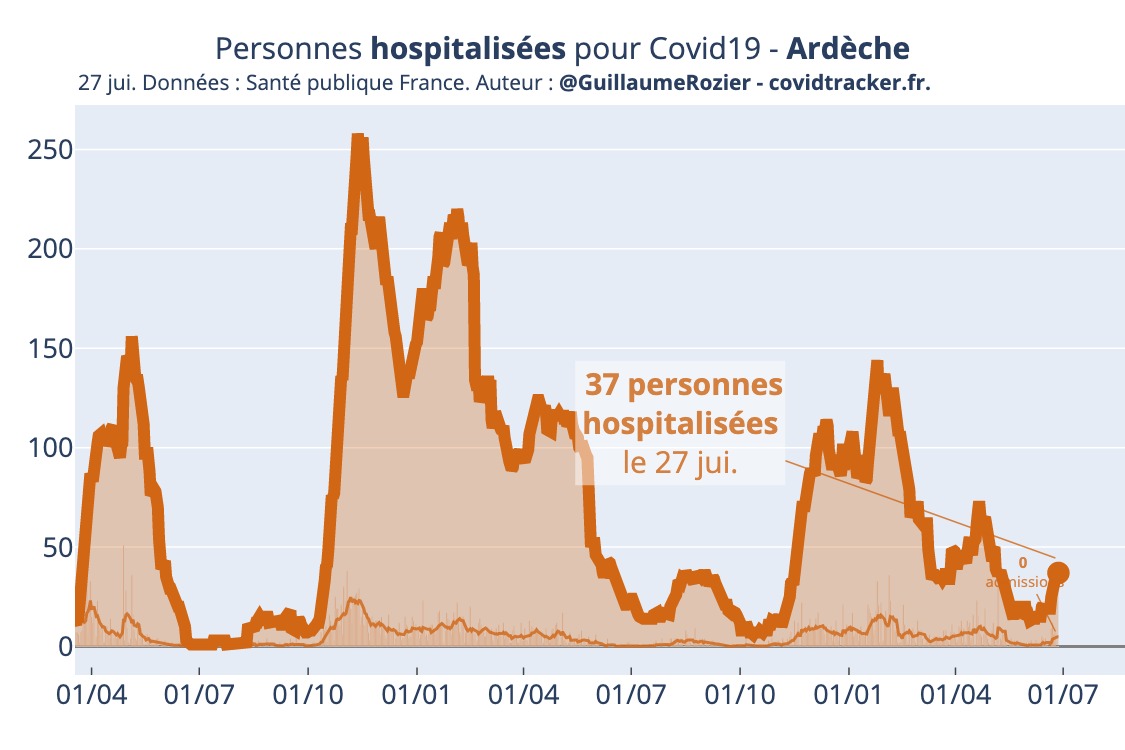 Personnes hospitalisées pour Covid19 - Ardèche
27 jui. Données : Santé publique France. Auteur : @GuillaumeRozier - covidtracker.fr.
250
200
150
100
50
0
37 personnes
hospitalisées
le 27 jui.
0
admissions
01/04 01/07 01/10 01/01 01/04 01/07 01/10 01/01 01/04 01/07